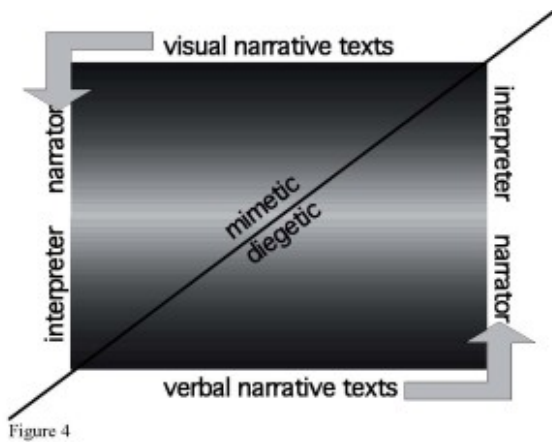 visual narrative texts
narrator
interpreter
mimetic
diegetic
interpreter
narrator
verbal narrative texts
Figure 4